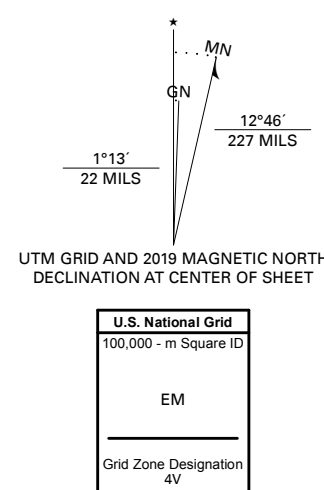 ★
MN
GN
12°46´
227 MILS
1°13´
22 MILS
UTM GRID AND 2019 MAGNETIC NORTH
DECLINATION AT CENTER OF SHEET
U.S. National Grid
100,000 - m Square ID
EM
Grid Zone Designation
4V